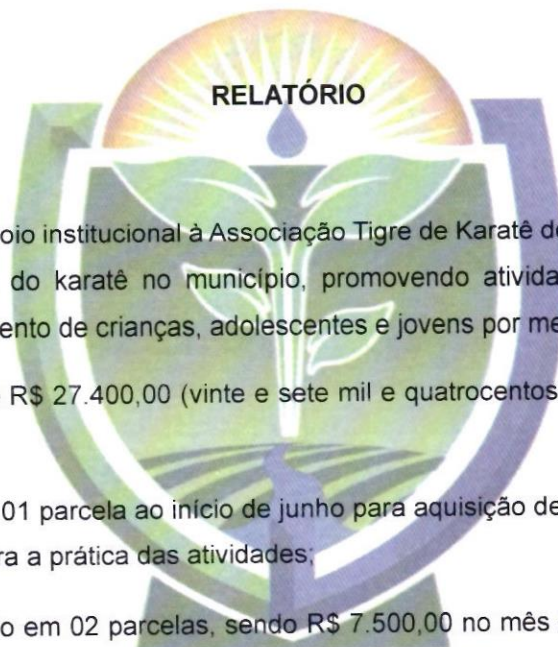 RELATÓRIO
oio institucional à Associação Tigre de Karatê d
do karatê no município, promovendo ativida
ento de crianças, adolescentes e jovens por me
R$ 27.400,00 (vinte e sete mil e quatrocentos
01 parcela ao início de junho para aquisição de
ra a prática das atividades;
o em 02 parcelas, sendo R$ 7.500,00 no mês